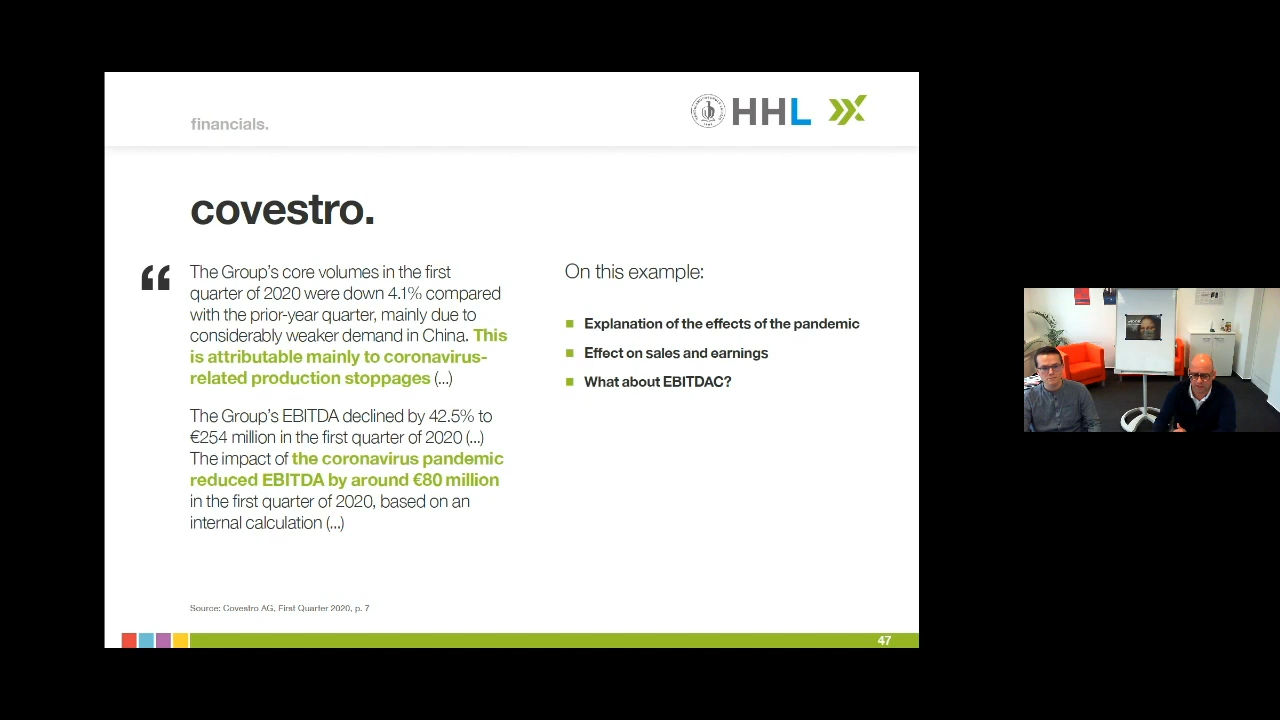 financials.
HHL
covestro.
“
The Group's core volumes in the first
quarter of 2020 were down 4.1% compared
with the prior-year quarter, mainly due to
considerably weaker demand in China. This
is attributable mainly to coronavirus-
related production stoppages (...)
The Group's EBITDA declined by 42.5% to
€254 million in the first quarter of 2020 (...)
The impact of the coronavirus pandemic
reduced EBITDA by around €80 million
in the first quarter of 2020, based on an
internal calculation (...)
On this example:
Explanation of the effects of the pandemic
Effect on sales and earnings
What about EBITDAC?
Source: Covestro AG, First Quarter 2020, p. 7
47